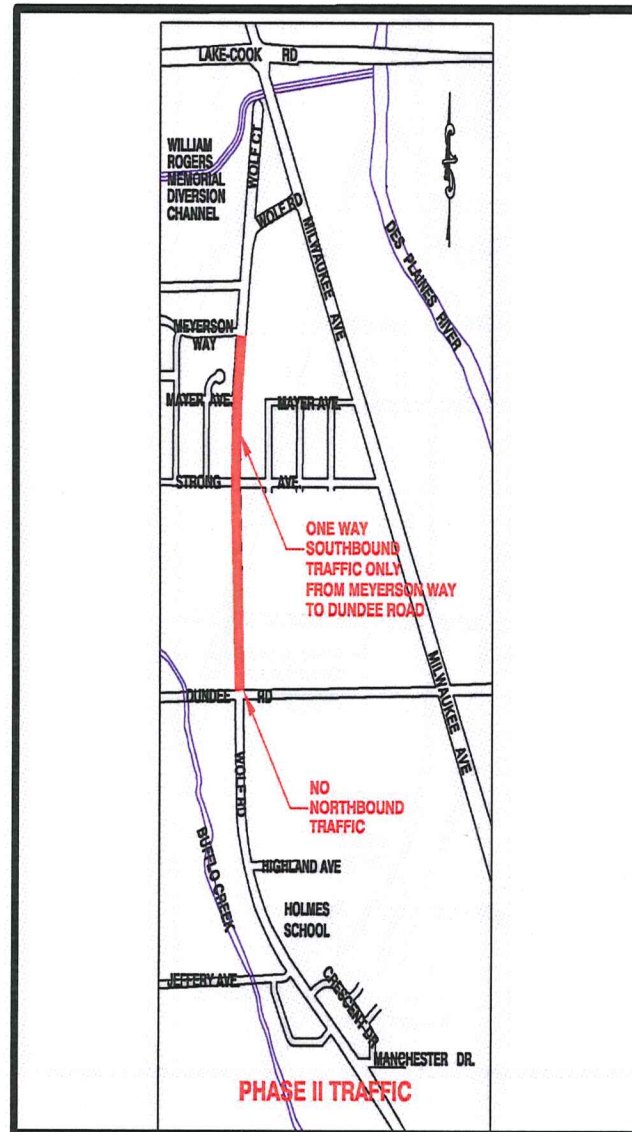 LAKE-COOK RD
WILLIAM
ROGERS
MEMORIAL
DIVERSION
CHANNEL
WOLF CT
WOLF RD
MILWAUKEE AVE
DES PLAINES RIVER
MEYERSON
WAY
MAYER AVE.
MAYER AVE.
STRONG AVE.
ONE WAY
SOUTHBOUND
TRAFFIC ONLY
FROM MEYERSON WAY
TO DUNDEE ROAD
DUNDEE RD
MILWAUKEE AVE
WOLF RD
NO
NORTHBOUND
TRAFFIC
BUFFLO CREEK
HIGHLAND AVE
HOLMES
SCHOOL
JEFFERY AVE.
CRESCENT DR
MANCHESTER DR.
PHASE II TRAFFIC